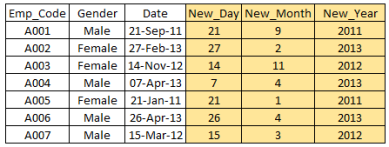 Emp_Code Gender Date New_Day New_Month New_Year
A001 Male 21-Sep-11 21 9 2011
A002 Female 27-Feb-13 27 2 2013
A003 Female 14-Nov-12 14 11 2012
A004 Male 07-Apr-13 7 4 2013
A005 Female 21-Jan-11 21 1 2011
A006 Male 26-Apr-13 26 4 2013
A007 Male 15-Mar-12 15 3 2012